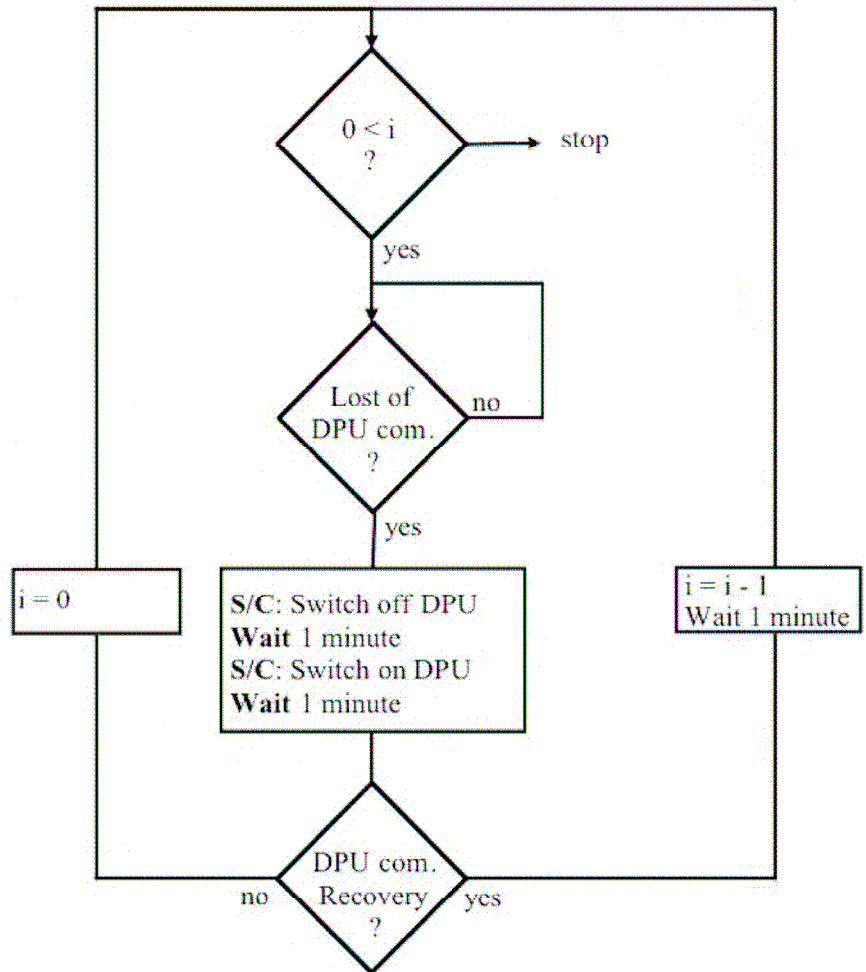 0 < i
?
stop
yes
Lost of
DPU com.
?
no
yes
i = 0
S/C: Switch off DPU
Wait 1 minute
S/C: Switch on DPU
Wait 1 minute
i = i - 1
Wait 1 minute
DPU com.
Recovery
?
no
yes